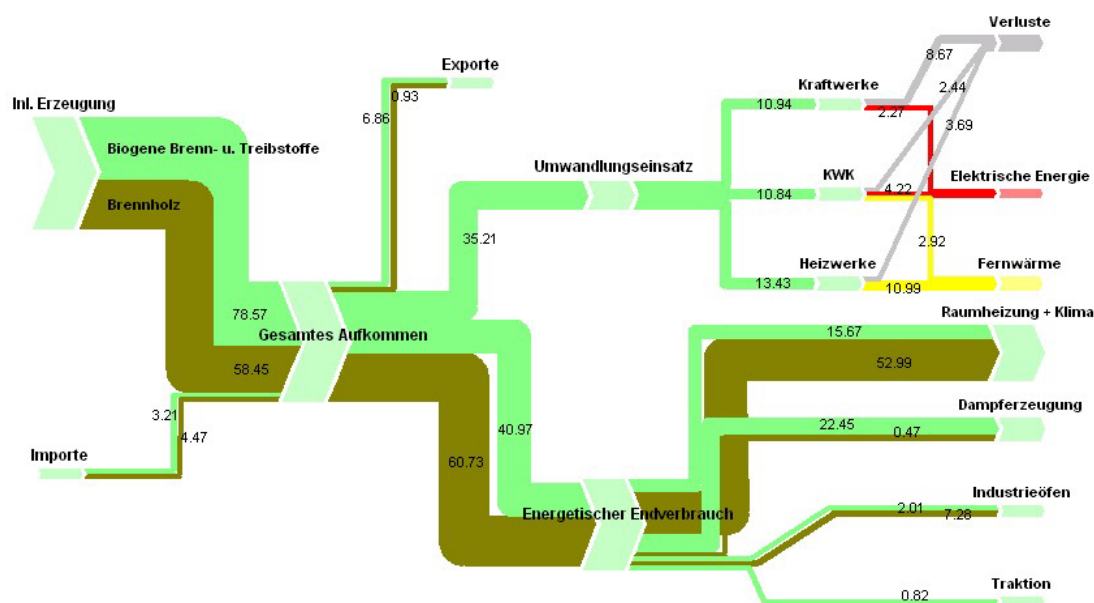 Verluste
Exporte
8.67
Kraftwerke
2.44
Inl. Erzeugung
0.93
10.94
2.27
6.86
3.69
Biogene Brenn- u. Treibstoffe
Umwandlungseinsatz
KWK
Elektrische Energie
10.84
4.22
Brennholz
35.21
2.92
Heizwerke
Fernwärme
13.43
10.99
78.57
Raumheizung + Klima
Gesamtes Aufkommen
15.67
58.45
52.99
3.21
Dampferzeugung
4.47
40.97
22.45
0.47
Importe
60.73
Industrieöfen
Energetischer Endverbrauch
2.01
7.28
Traktion
0.82